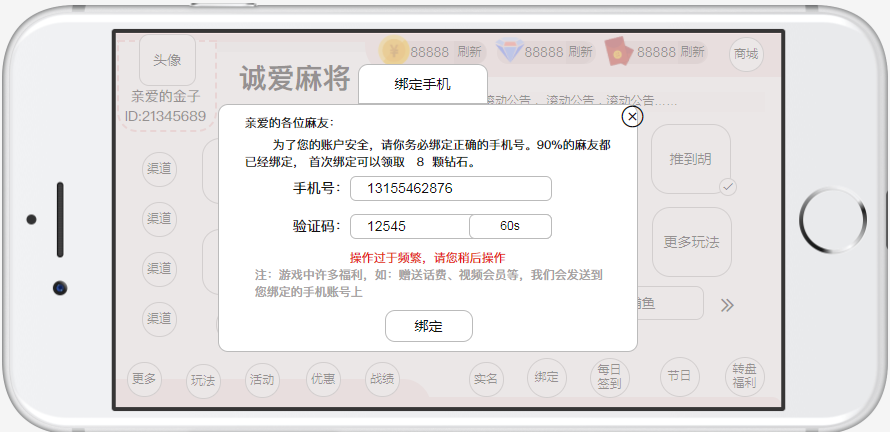 头像
亲爱的金子
ID:21345689
诚爱麻将
88888 刷新
88888 刷新
88888 刷新
商城
滚动公告，滚动公告，滚动公告……
绑定手机
亲爱的各位麻友：
为了您的账户安全，请你务必绑定正确的手机号。90%的麻友都
已经绑定， 首次绑定可以领取 8 颗钻石。
手机号： 13155462876
验证码： 12545 60s
操作过于频繁，请您稍后操作
注：游戏中许多福利，如：赠送话费、视频会员等，我们会发送到
您绑定的手机账号上
绑定
渠道
渠道
渠道
渠道
推到胡
更多玩法
更多
玩法
活动
优惠
战绩
实名
绑定
每日
签到
节日
转盘
福利